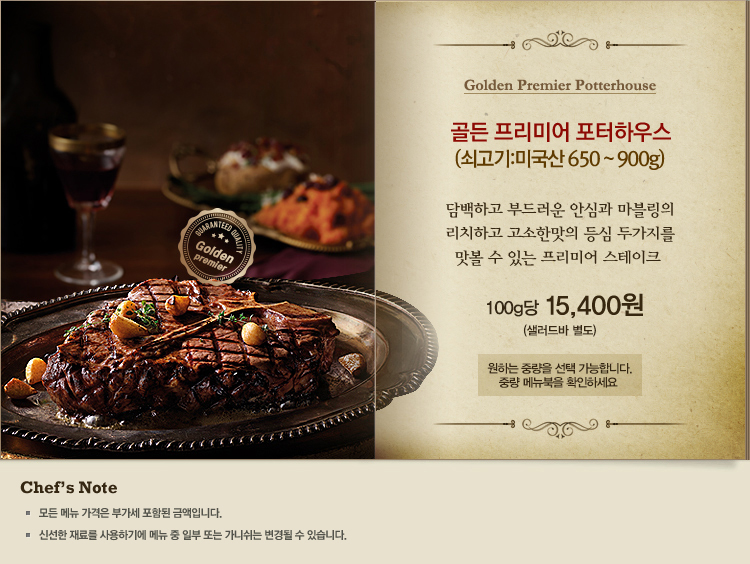 Golden Premier Potterhouse
골든 프리미어 포터하우스
(쇠고기:미국산 650 ~ 900g)
담백하고 부드러운 안심과 마블링의
리치하고 고소한맛의 등심 두가지를
맛볼 수 있는 프리미어 스테이크
GUARANTEED QUALITY
Golden
premier
100g당 15,400원
(샐러드바 별도)
원하는 중량을 선택 가능합니다.
중량 메뉴북을 확인하세요
Chef's Note
모든 메뉴 가격은 부가세 포함된 금액입니다.
신선한 재료를 사용하기에 메뉴 중 일부 또는 가니쉬는 변경될 수 있습니다.